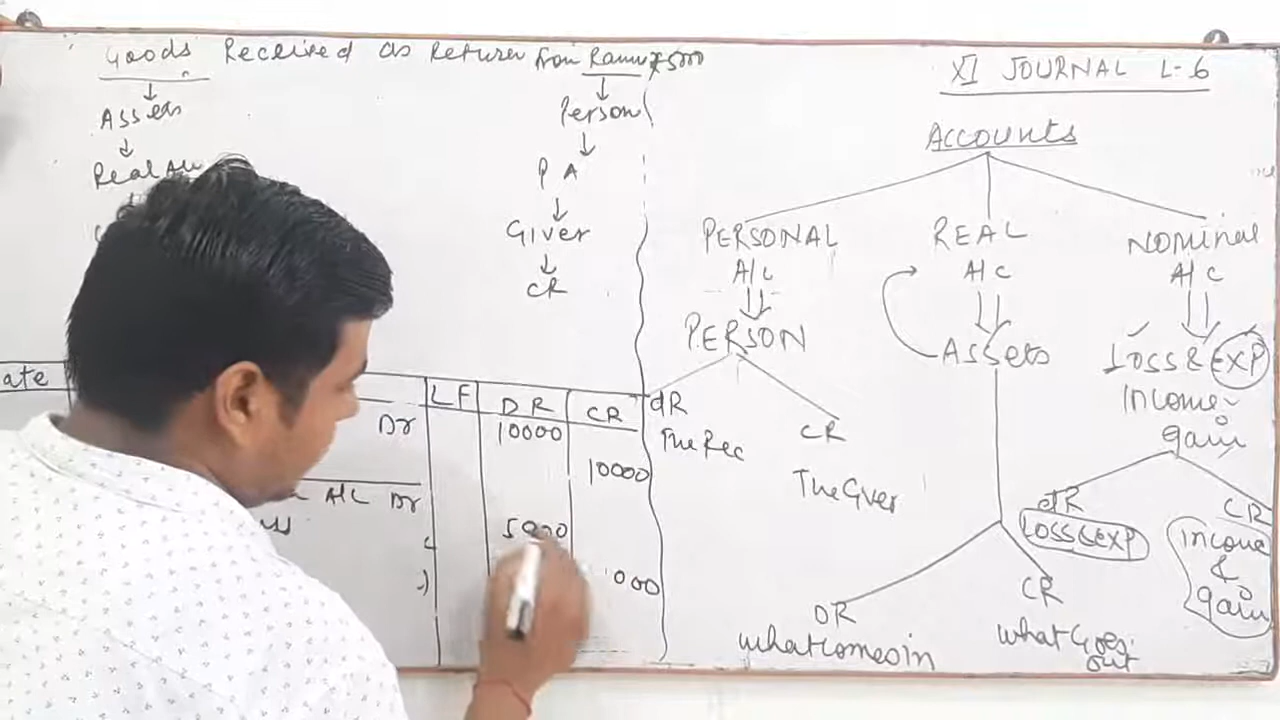 Goods Received as Return from Ramu ₹5000
Assets
Real A/c
Person
P A
Giver
CR
XI JOURNAL L-6
ACCOUNTS
PERSONAL
A/C
PERSON
dR
The Rec
CR
The Giver
REAL
A/C
Assets
DR
what comes in
CR
what Goes
out
Nominal
A/C
Loss & EXP
Income
gain
dR
Loss & EXP
CR
income
&
gain
ate
LF
DR
CR
Dr
10000
10000
A/C Dr
5000
000